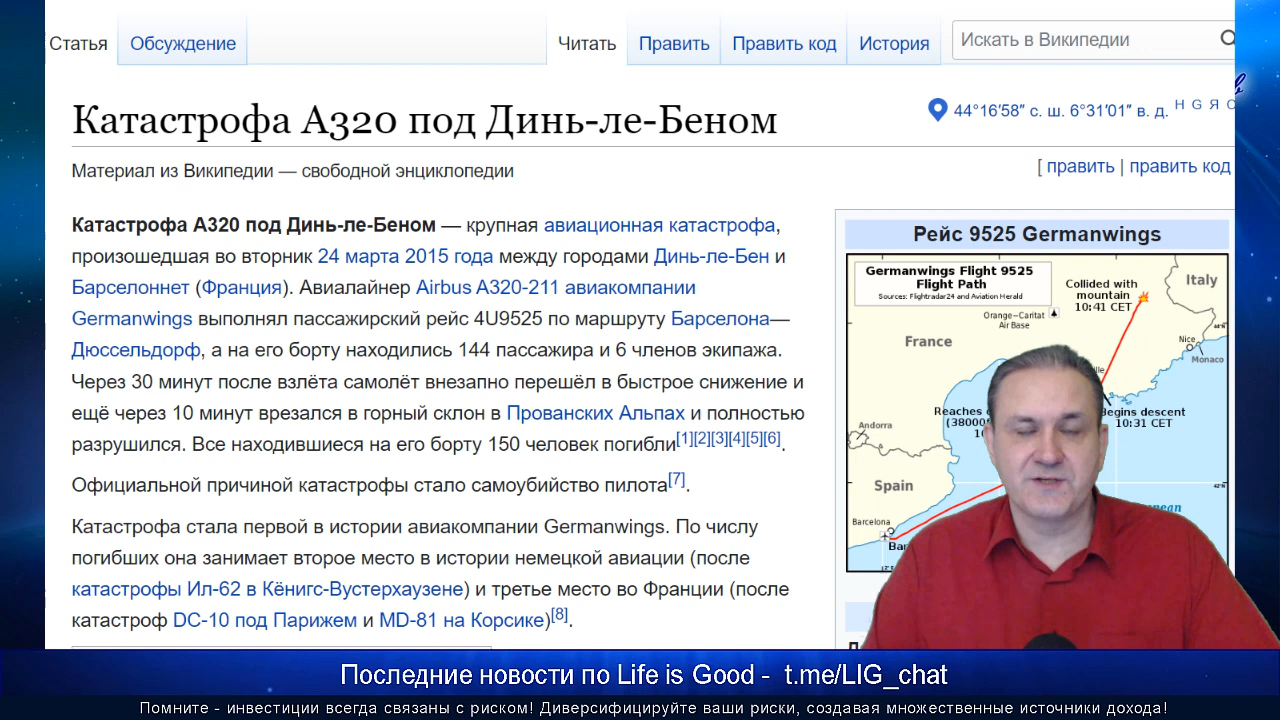 Статья
Обсуждение
Читать
Править
Править код
История
Искать в Википедии
Катастрофа A320 под Динь-ле-Беном
44°16′58″ с. ш. 6°31′01″ в. д.
H G Я O
Материал из Википедии — свободной энциклопедии
[ править | править код
Катастрофа A320 под Динь-ле-Беном — крупная авиационная катастрофа,
произошедшая во вторник 24 марта 2015 года между городами Динь-ле-Бен и
Барселоннет (Франция). Авиалайнер Airbus A320-211 авиакомпании
Germanwings выполнял пассажирский рейс 4U9525 по маршруту Барселона—
Дюссельдорф, а на его борту находились 144 пассажира и 6 членов экипажа.
Через 30 минут после взлёта самолёт внезапно перешёл в быстрое снижение и
ещё через 10 минут врезался в горный склон в Прованских Альпах и полностью
разрушился. Все находившиеся на его борту 150 человек погибли[1][2][3][4][5][6].
Официальной причиной катастрофы стало самоубийство пилота[7].
Катастрофа стала первой в истории авиакомпании Germanwings. По числу
погибших она занимает второе место в истории немецкой авиации (после
катастрофы Ил-62 в Кёнигс-Вустерхаузене) и третье место во Франции (после
катастроф DC-10 под Парижем и MD-81 на Корсике)[8].
Рейс 9525 Germanwings
Germanwings Flight 9525
Flight Path
Sources: Flightradar24 and Aviation Herald
Collided with
mountain
10:41 CET
Italy
Orange-Caritat
Air Base
France
Nice
Monaco
Reaches
(38000
Begins descent
10:31 CET
Andorra
Spain
Barcelona
Последние новости по Life is Good - t.me/LIG_chat
Помните - инвестиции всегда связаны с риском! Диверсифицируйте ваши риски, создавая множественные источники дохода!